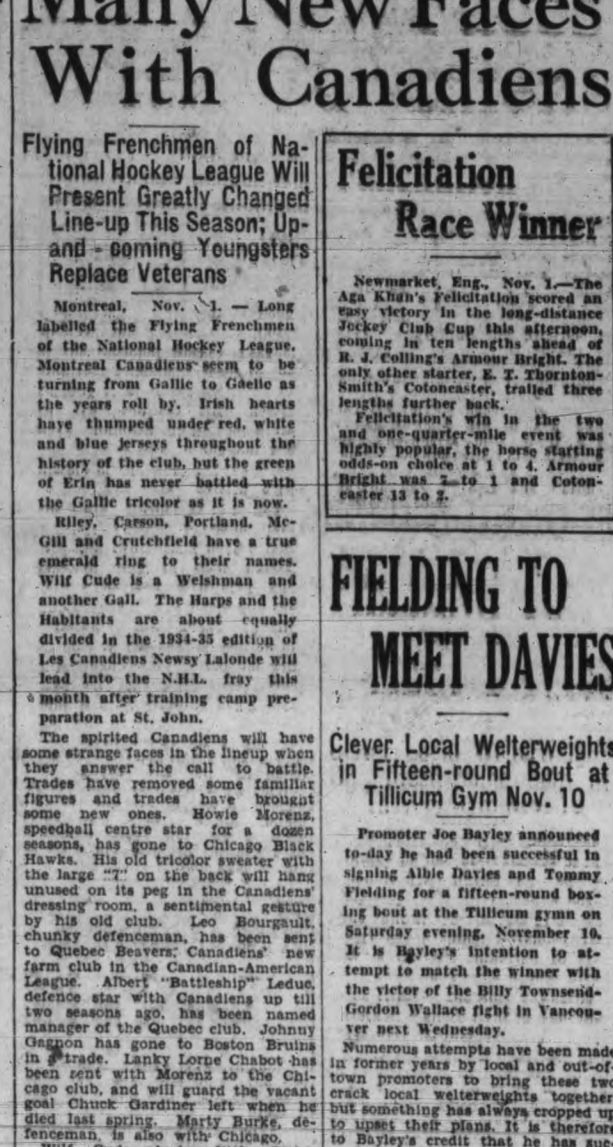 Many New Faces
With Canadiens
Flying Frenchmen of Na-
tional Hockey League Will
Present Greatly Changed
Line-up This Season; Up-
and-coming Youngsters
Replace Veterans
Montreal, Nov. 1. — Long
labelled the Flying Frenchmen
of the National Hockey League,
Montreal Canadiens seem to be
turning from Gallic to Gaelic as
the years roll by. Irish hearts
have thumped under red, white
and blue jerseys throughout the
history of the club, but the green
of Erin has never battled with
the Gallic tricolor as it is now.
Riley, Carson, Portland, Mc-
Gill and Crutchfield have a true
emerald ring to their names.
Wilf Cude is a Welshman and
another Gall. The Harps and the
Habitants are about equally
divided in the 1934-35 edition of
Les Canadiens Newsy Lalonde will
lead into the N.H.L. fray this
month after training camp pre-
paration at St. John.
The spirited Canadiens will have
some strange faces in the lineup when
they answer the call to battle.
Trades have removed some familiar
figures and trades have brought
some new ones. Howie Morenz,
speedball centre star for a dozen
seasons, has gone to Chicago Black
Hawks. His old tricolor sweater with
the large "7" on the back will hang
unused on its peg in the Canadiens'
dressing room, a sentimental gesture
by his old club. Leo Bourgault,
chunky defenceman, has been sent
to Quebec Beavers, Canadiens' new
farm club in the Canadian-American
League. Albert "Battleship" Leduc,
defence star with Canadiens up till
two seasons ago, has been named
manager of the Quebec club. Johnny
Gagnon has gone to Boston Bruins
in trade. Lanky Lorne Chabot has
been sent with Morenz to the Chi-
cago club, and will guard the vacant
goal Chuck Gardiner left when he
died last spring. Marty Burke, de-
fenceman, is also with Chicago.
Felicitation
Race Winner
Newmarket, Eng., Nov. 1.—The
Aga Khan's Felicitation scored an
easy victory in the long-distance
Jockey Club Cup this afternoon,
coming in ten lengths ahead of
R. J. Colling's Armour Bright. The
only other starter, E. T. Thornton-
Smith's Cotoneaster, trailed three
lengths further back.
Felicitation's win in the two
and one-quarter-mile event was
highly popular, the horse starting
odds-on choice at 1 to 4. Armour
Bright was to 1 and Coton-
easter 13 to 2.
FIELDING TO
MEET DAVIES
Clever Local Welterweights
in Fifteen-round Bout at
Tillicum Gym Nov. 10
Promoter Joe Bayley announced
to-day he had been successful in
signing Albie Davies and Tommy
Fielding for a fifteen-round box-
ing bout at the Tillicum gymn on
Saturday evening, November 10.
It is Bayley's intention to at-
tempt to match the winner with
the victor of the Billy Townsend-
Gordon Wallace fight in Vancou-
ver next Wednesday.
Numerous attempts have been made
in former years by local and out-of-
town promoters to bring these two
crack local welterweights together
but something has always cropped up
to upset their plans. It is therefore
to Bayley's credit that he has